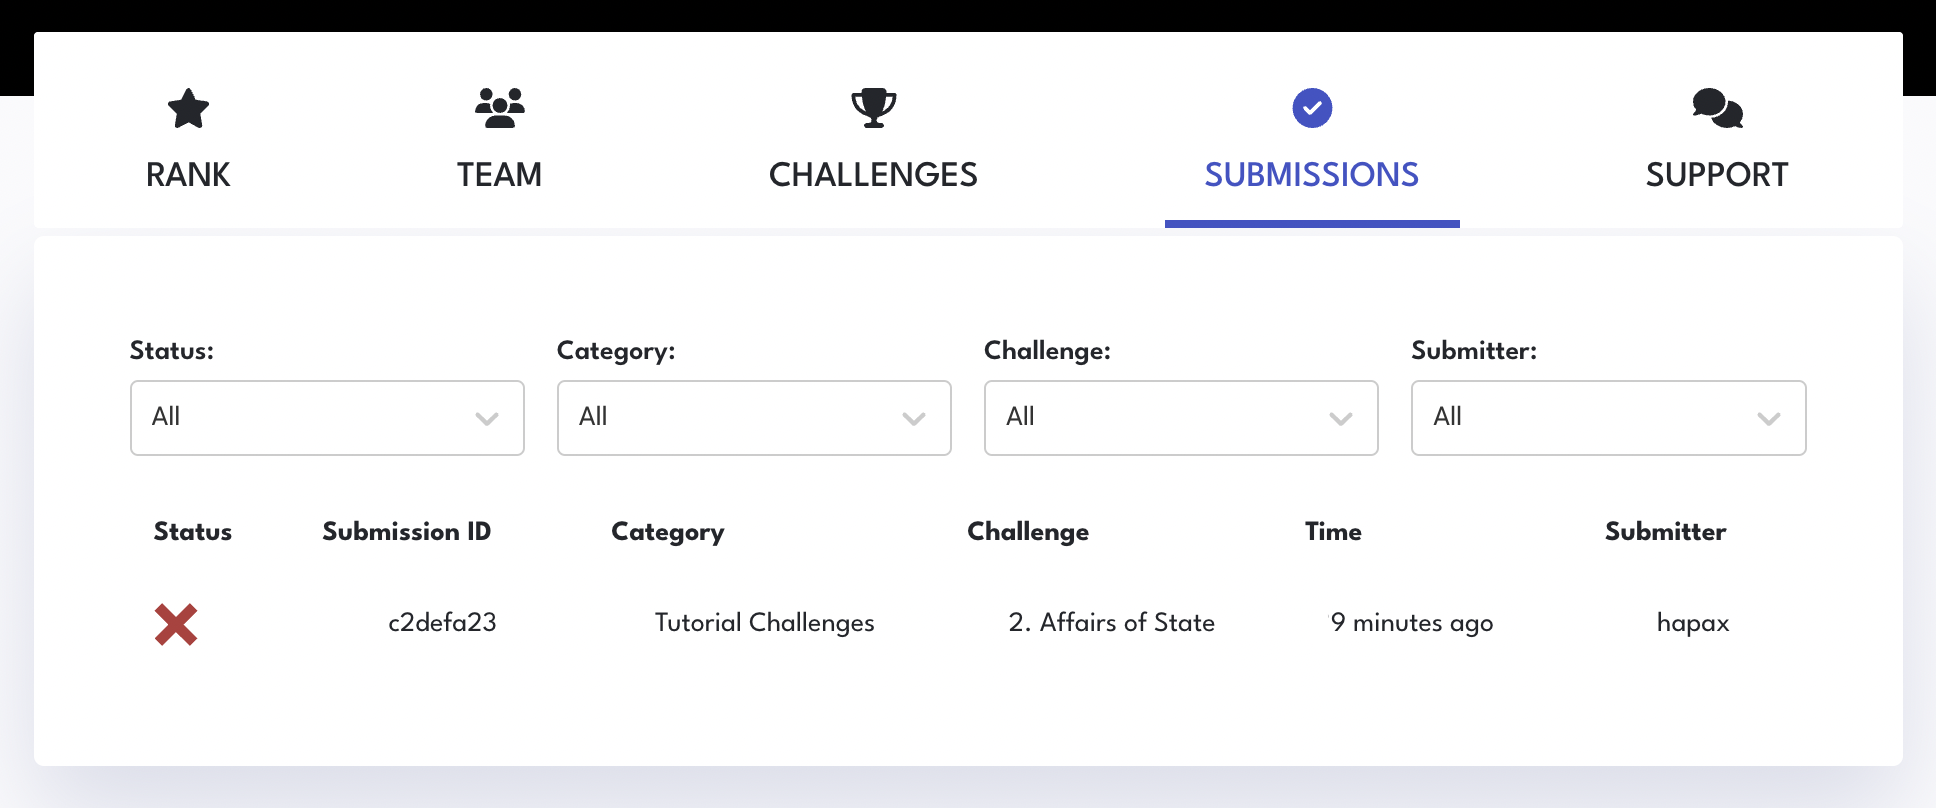 RANK TEAM CHALLENGES SUBMISSIONS SUPPORT
Status: Category: Challenge: Submitter:
All All All All
Status Submission ID Category Challenge Time Submitter
c2defa23 Tutorial Challenges 2. Affairs of State 9 minutes ago hapax